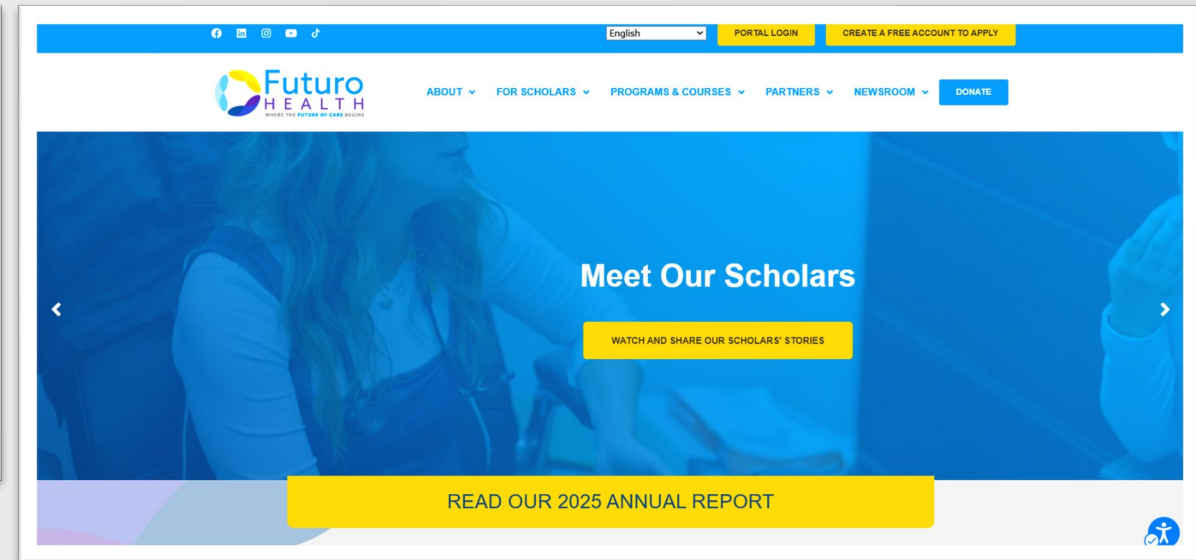 English
PORTAL LOGIN
CREATE A FREE ACCOUNT TO APPLY
Futuro
HEALTH
WHERE THE FUTURE OF CARE BEGINS
ABOUT
FOR SCHOLARS
PROGRAMS & COURSES
PARTNERS
NEWSROOM
DONATE
Meet Our Scholars
WATCH AND SHARE OUR SCHOLARS' STORIES
READ OUR 2025 ANNUAL REPORT